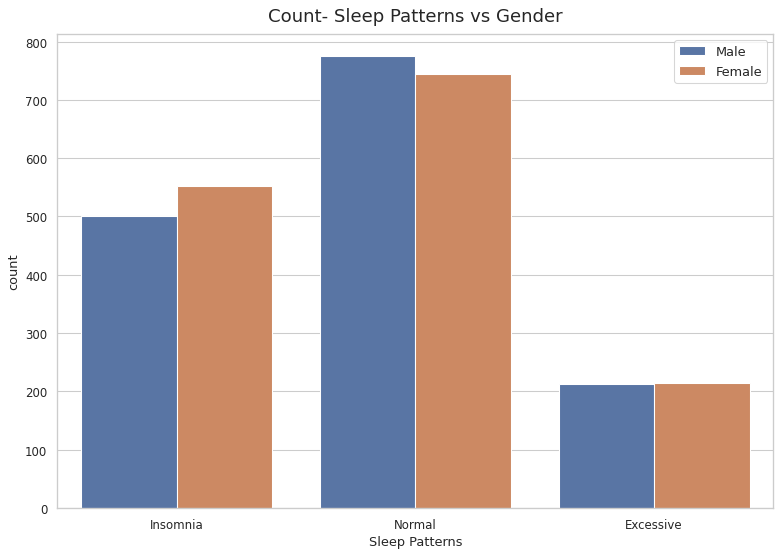 Count- Sleep Patterns vs Gender
Male
Female
800
700
600
500
400
300
200
100
0
count
Insomnia Normal Excessive
Sleep Patterns